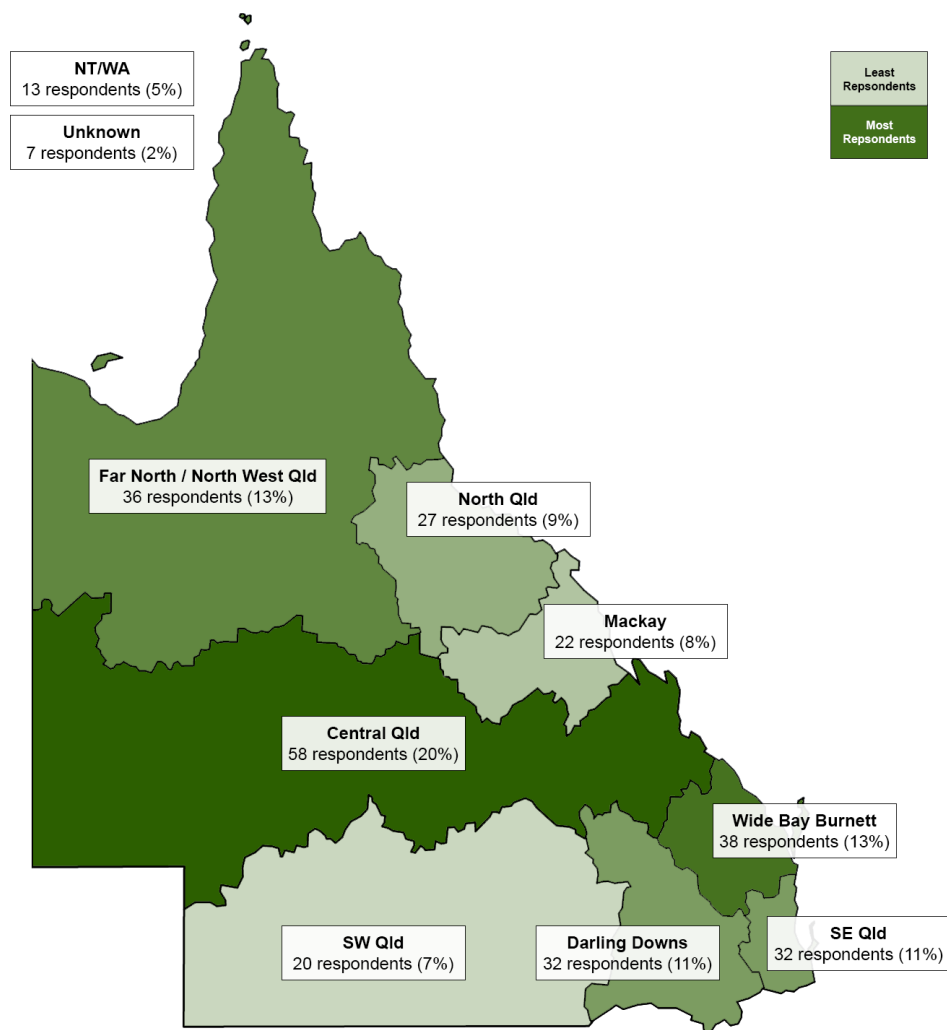 NT/WA
13 respondents (5%)
Unknown
7 respondents (2%)
Least
Repsondents
Most
Repsondents
Far North / North West Qld
36 respondents (13%)
North Qld
27 respondents (9%)
Mackay
22 respondents (8%)
Central Qld
58 respondents (20%)
Wide Bay Burnett
38 respondents (13%)
SW Qld
20 respondents (7%)
Darling Downs
32 respondents (11%)
SE Qld
32 respondents (11%)